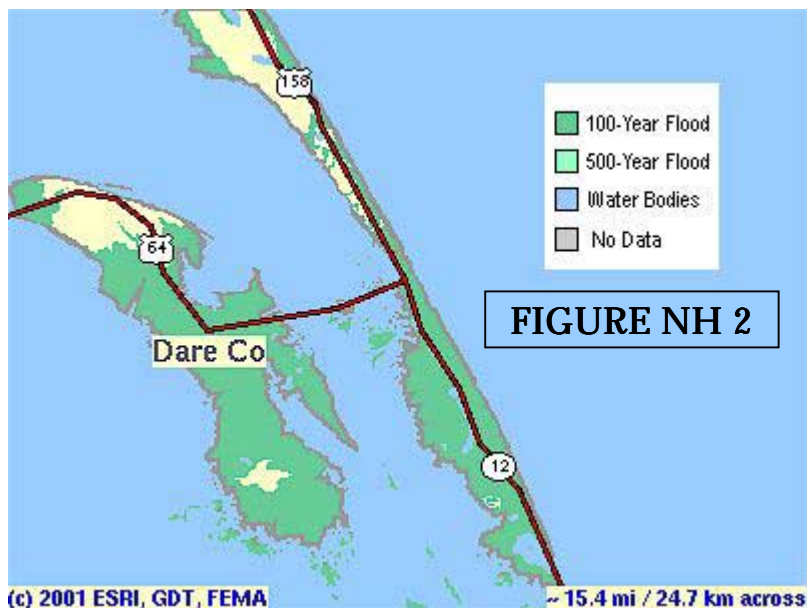 158
100-Year Flood
500-Year Flood
Water Bodies
No Data
64
FIGURE NH 2
Dare Co
12
(c) 2001 ESRI, GDT, FEMA
~ 15.4 mi / 24.7 km across